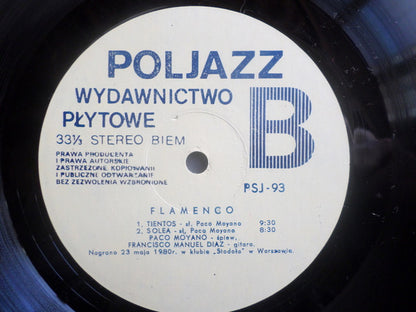 POLJAZZ
WYDAWNICTWO
PŁYTOWE
33⅓ STEREO BIEM
B
PRAWA PRODUCENTA
I PRAWA AUTORSKIE
ZASTRZEŻONE KOPIOWANIE
I PUBLICZNE ODTWARZANIE
BEZ ZEZWOLENIA WZBRONIONE
PSJ-93
FLAMENCO
1. TIENTOS - sł. Paco Moyano 9:30
2. SOLEA - sł. Paco Moyano 8:30
PACO MOYANO - śpiew,
FRANCISCO MANUEL DIAZ - gitara.
Nagrano 23 maja 1980r. w klubie „Stodoła" w Warszawie.